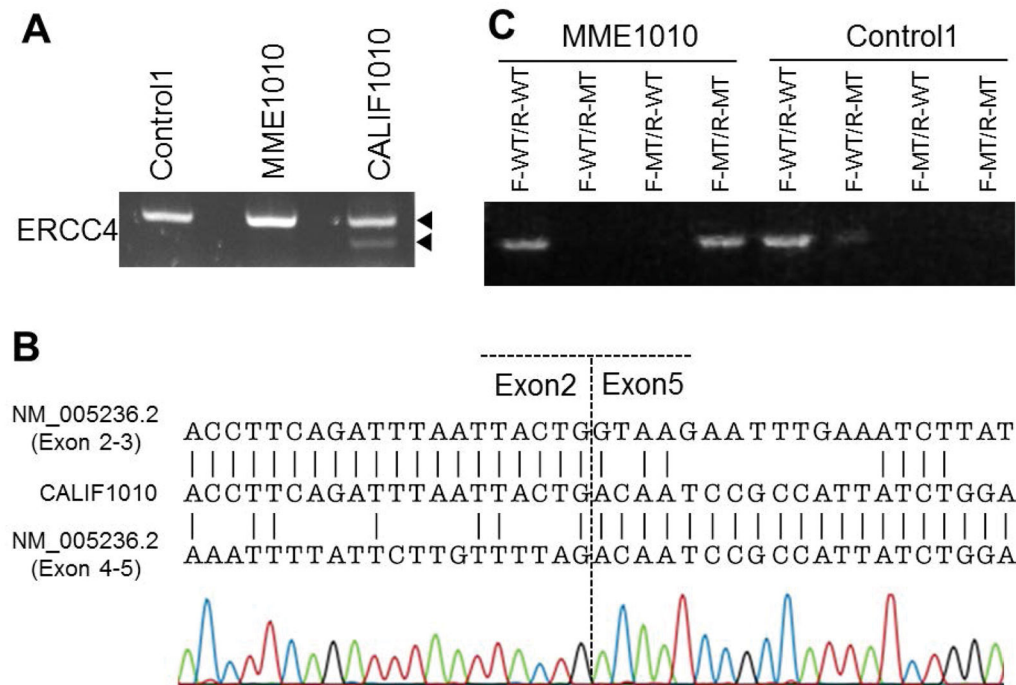 A
Control1
MME1010
CALIF1010
ERCC4
C
MME1010
Control1
F-WT/R-WT
F-WT/R-MT
F-MT/R-WT
F-MT/R-MT
F-WT/R-WT
F-WT/R-MT
F-MT/R-WT
F-MT/R-MT
B
Exon2 Exon5
NM_005236.2
(Exon 2-3)
ACCTTCAGATTTAATTACTGGTAAGAATTTGAAATCTTAT
CALIF1010
ACCTTCAGATTTAATTACTGACAATCCGCCATTATCTGGA
NM_005236.2
(Exon 4-5)
AAATTTTATTCTTGTTTTAGACAATCCGCCATTATCTGGA